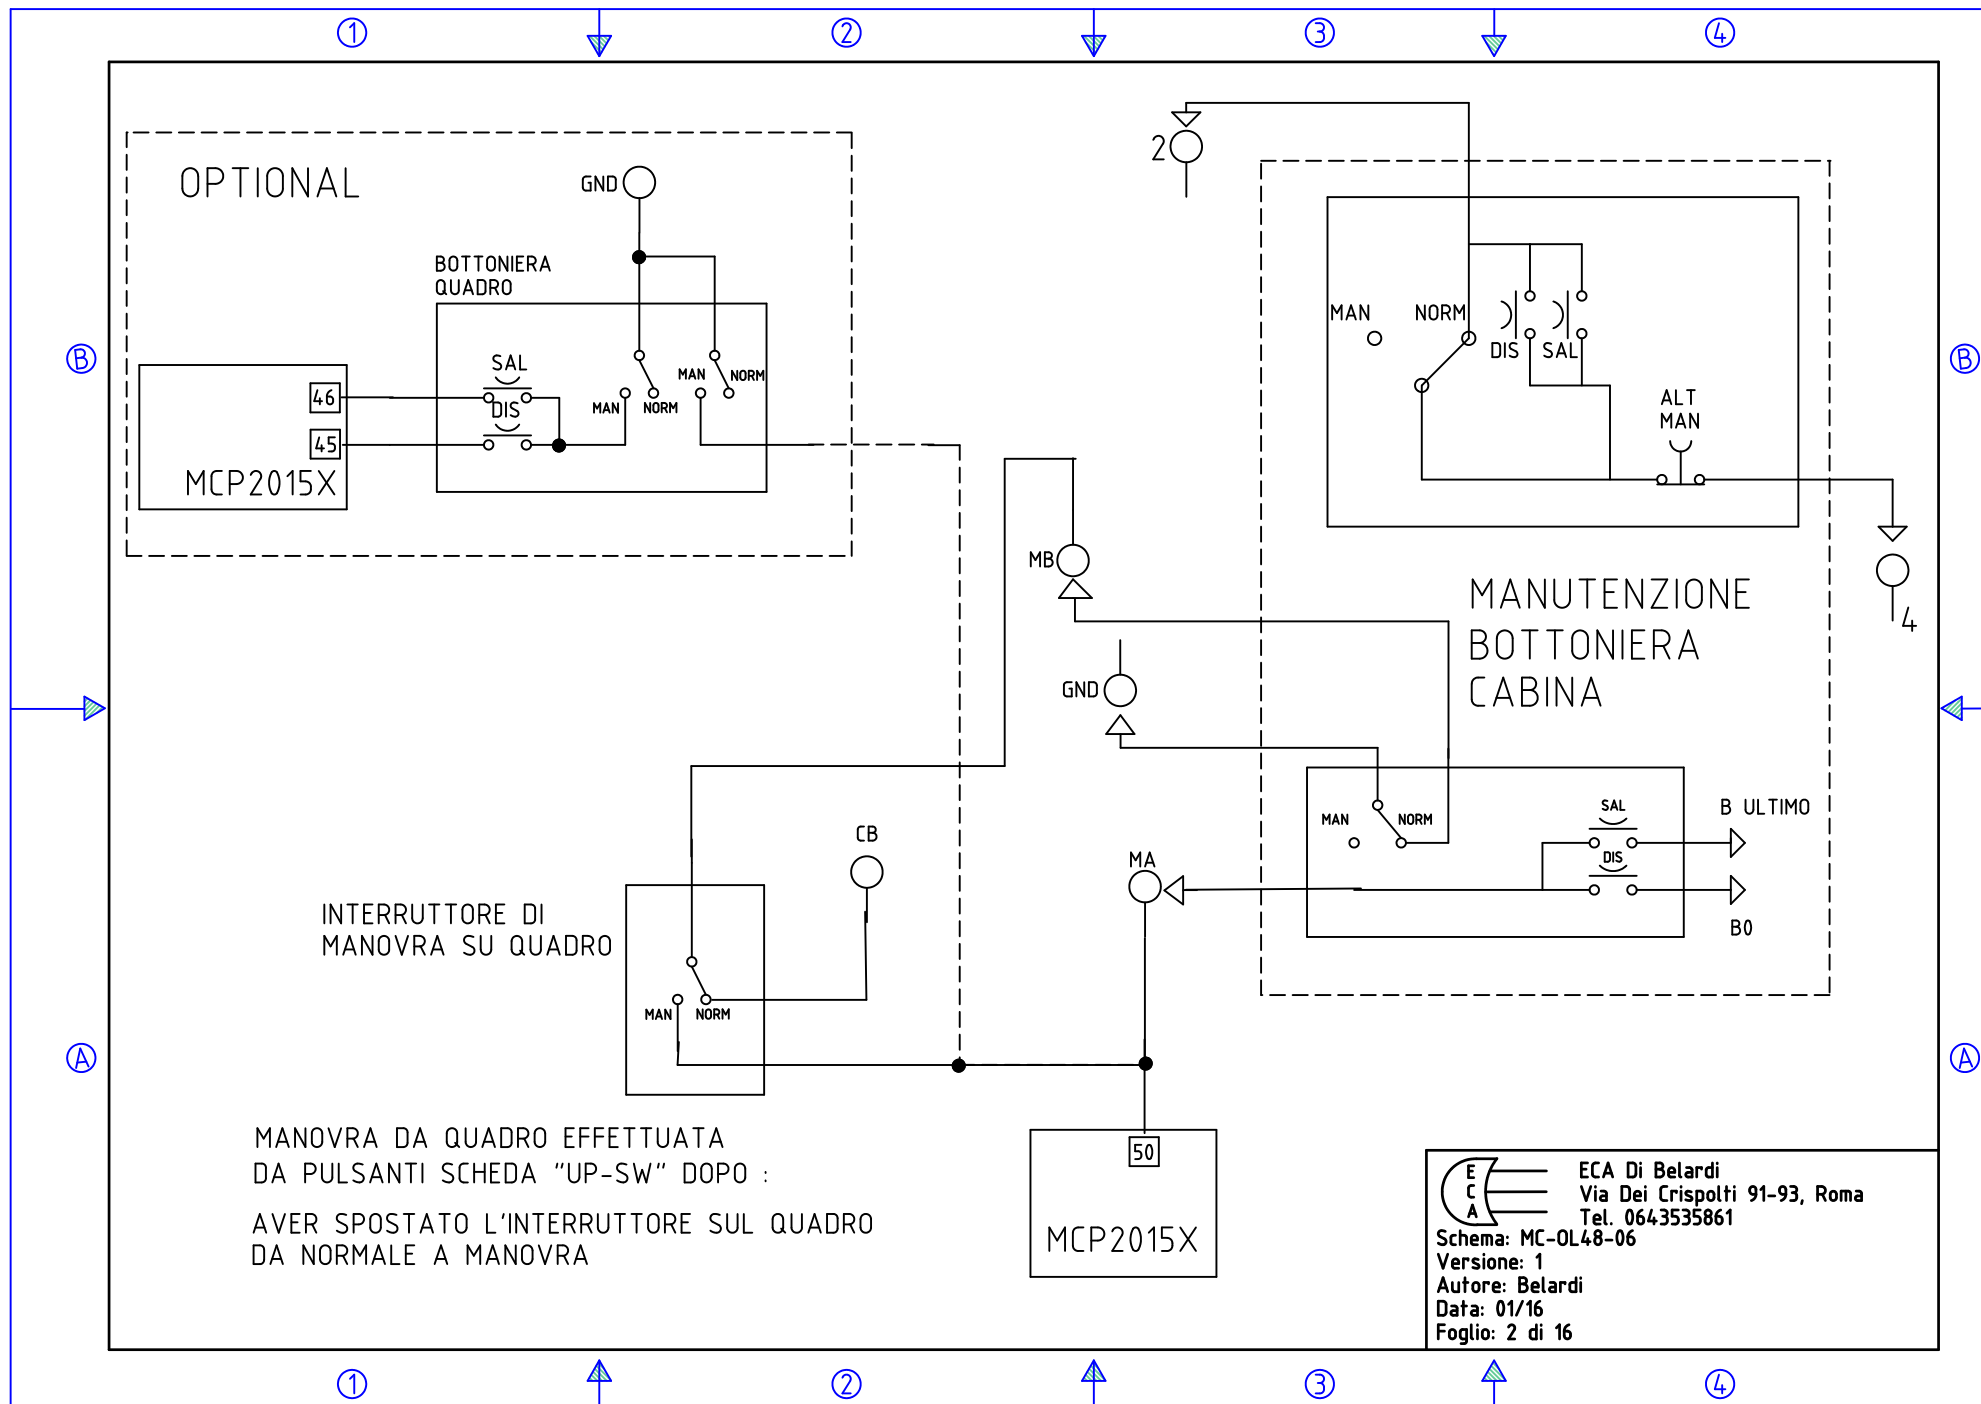 1
2
3
4
OPTIONAL
GND
BOTTONIERA
QUADRO
SAL
DIS
46
45
MCP2015X
MAN
NORM
MAN
NORM
2
MAN
NORM
DIS
SAL
ALT
MAN
4
B
B
MB
GND
MANUTENZIONE
BOTTONIERA
CABINA
MAN
NORM
SAL
DIS
B ULTIMO
B0
MA
CB
INTERRUTTORE DI
MANOVRA SU QUADRO
MAN
NORM
A
A
MANOVRA DA QUADRO EFFETTUATA
DA PULSANTI SCHEDA "UP-SW" DOPO :
AVER SPOSTATO L'INTERRUTTORE SUL QUADRO
DA NORMALE A MANOVRA
50
MCP2015X
E
C
A
ECA Di Belardi
Via Dei Crispolti 91-93, Roma
Tel. 0643535861
Schema: MC-OL48-06
Versione: 1
Autore: Belardi
Data: 01/16
Foglio: 2 di 16
1
2
3
4